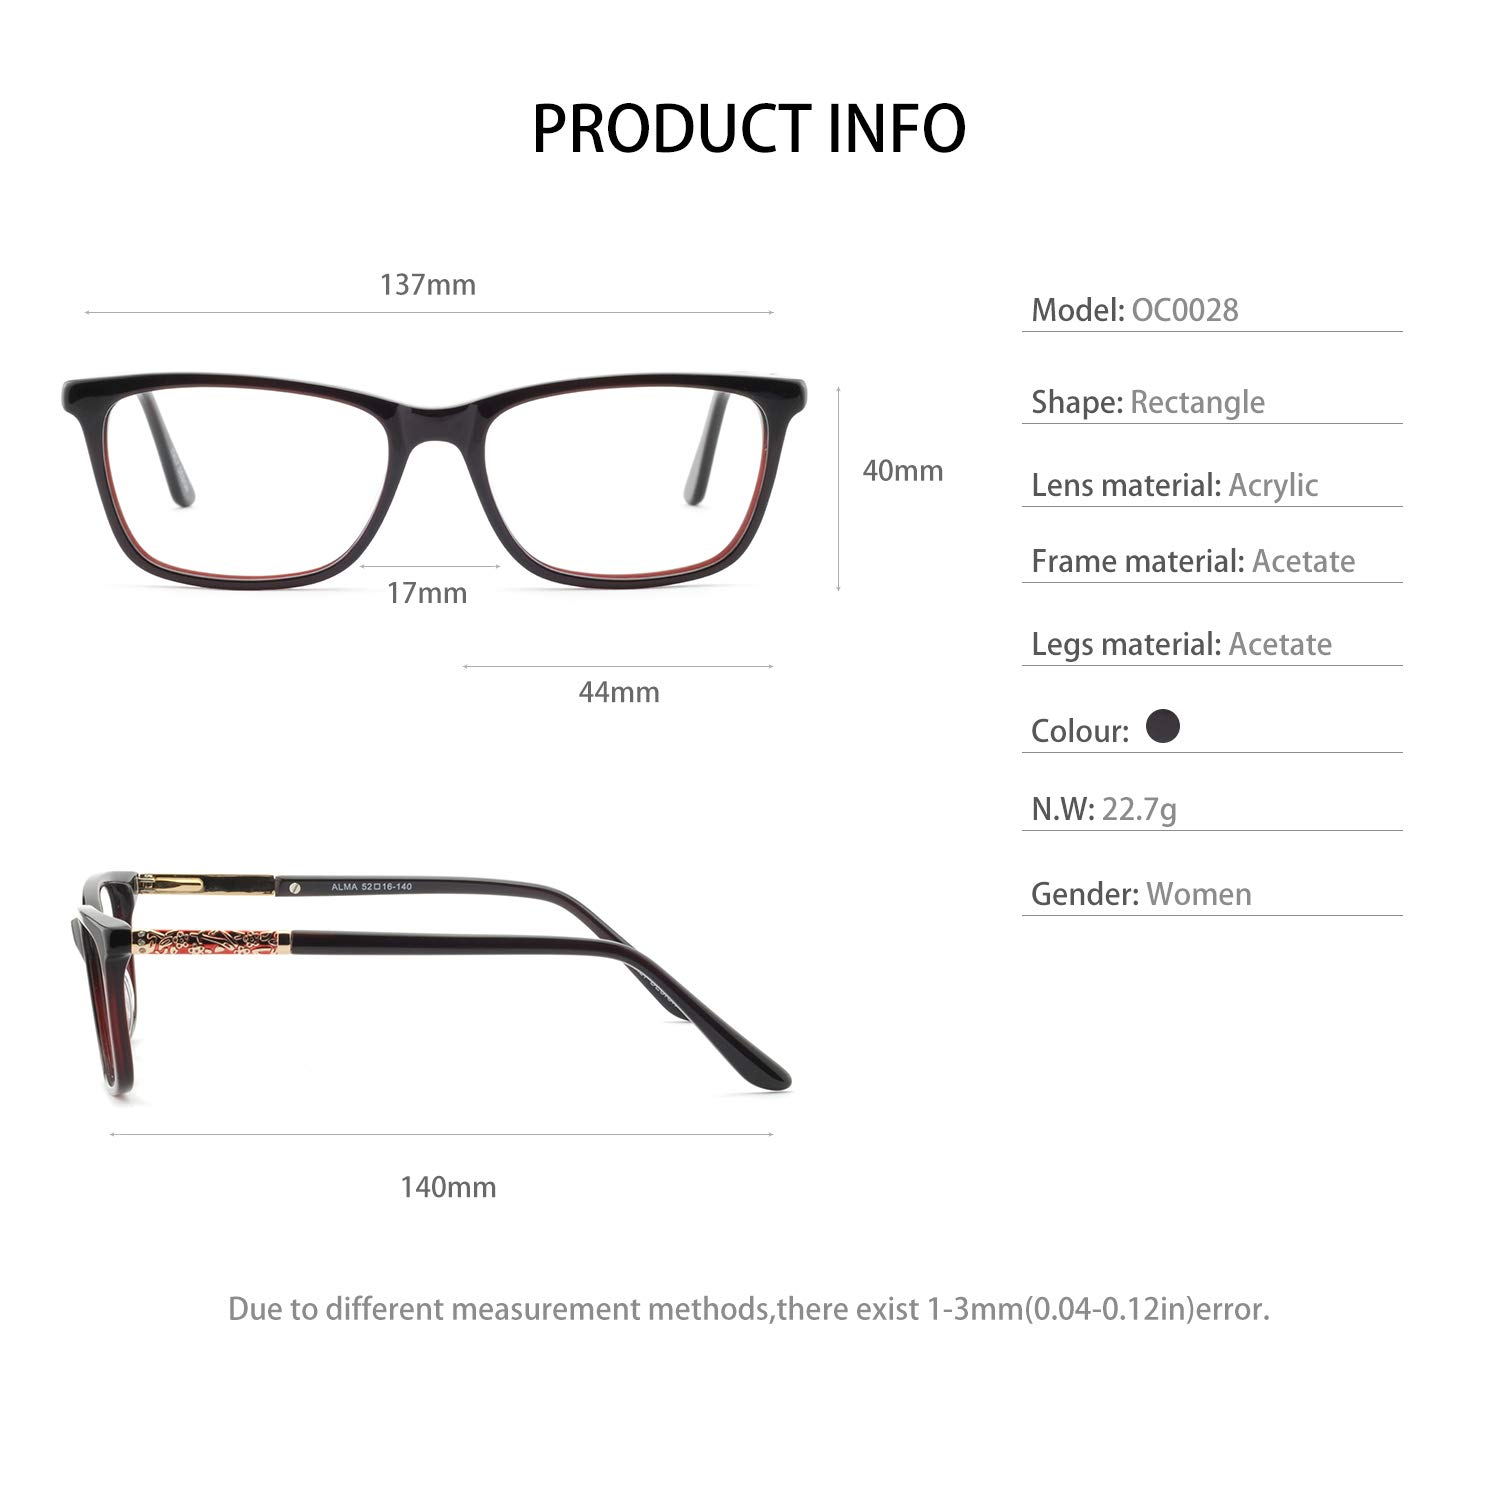 PRODUCT INFO
137mm
40mm
17mm
44mm
Model: OC0028
Shape: Rectangle
Lens material: Acrylic
Frame material: Acetate
Legs material: Acetate
Colour:
N.W: 22.7g
Gender: Women
ALMA 52□16-140
140mm
Due to different measurement methods,there exist 1-3mm(0.04-0.12in)error.